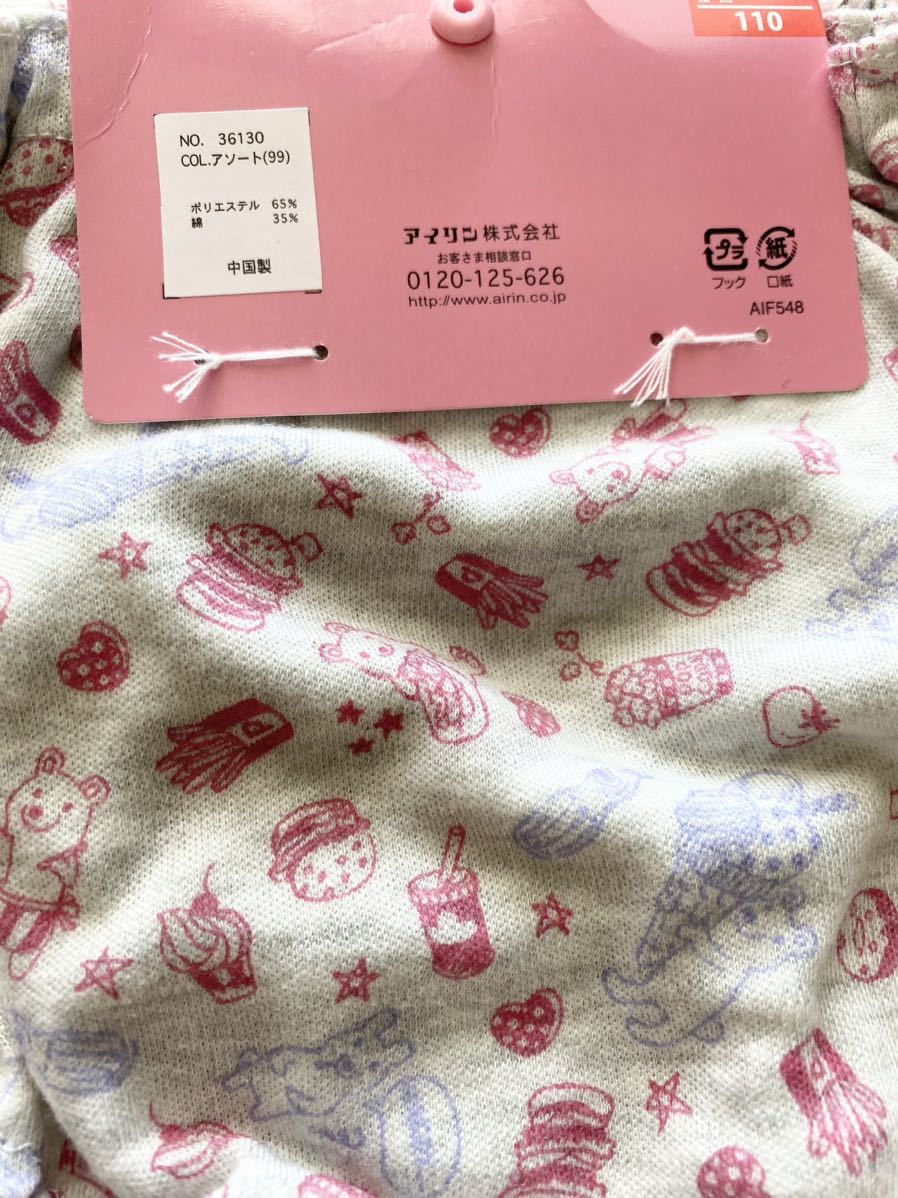 110
NO. 36130
COL.アソート(99)
ポリエステル 65%
綿 35%
中国製
アイリン株式会社
お客さま相談窓口
0120-125-626
http://www.airin.co.jp
プラ
フック
紙
口紙
AIF548